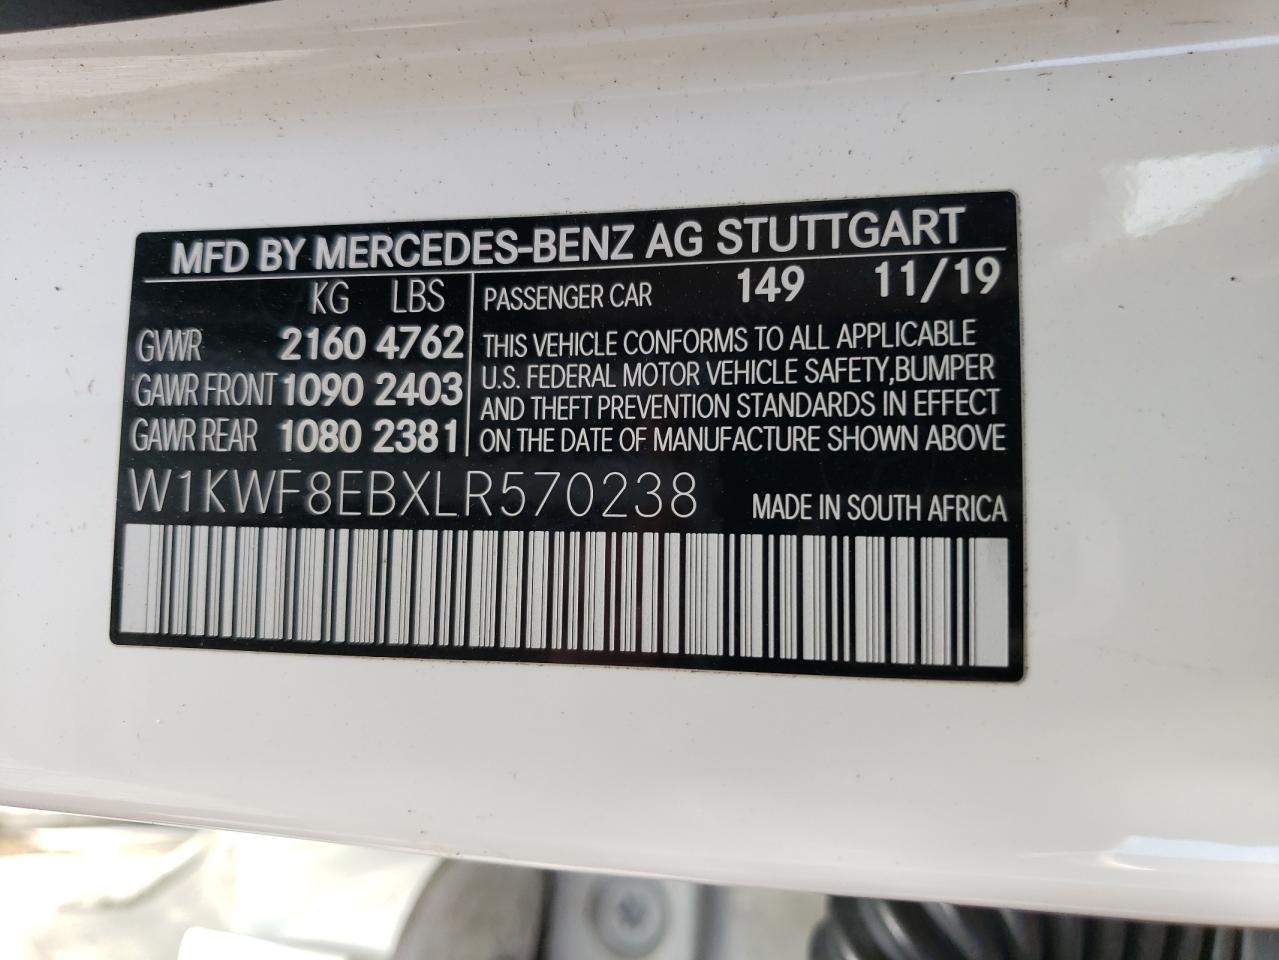 MFD BY MERCEDES-BENZ AG STUTTGART
KG LBS
GVWR 2160 4762
GAWR FRONT 1090 2403
GAWR REAR 1080 2381
PASSENGER CAR 149 11/19
THIS VEHICLE CONFORMS TO ALL APPLICABLE
U.S. FEDERAL MOTOR VEHICLE SAFETY,BUMPER
AND THEFT PREVENTION STANDARDS IN EFFECT
ON THE DATE OF MANUFACTURE SHOWN ABOVE
W1KWF8EBXLR570238 MADE IN SOUTH AFRICA